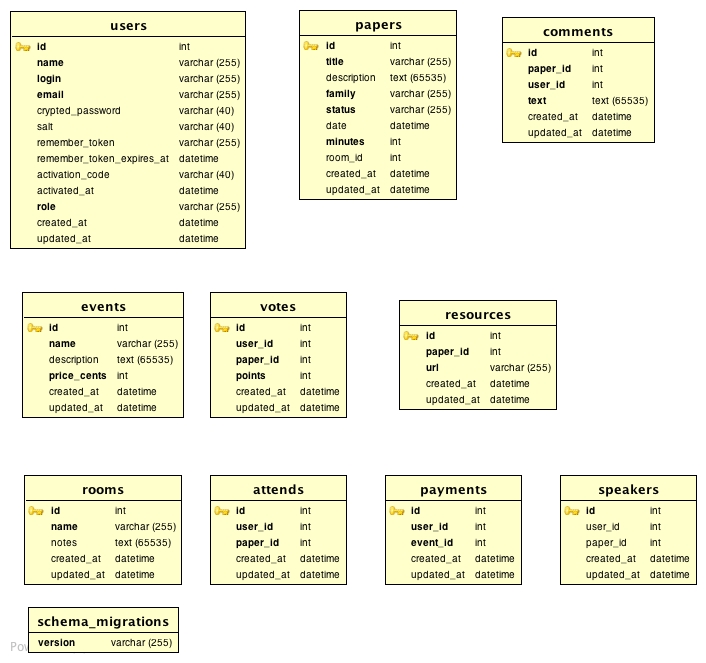 users
id int
name varchar (255)
login varchar (255)
email varchar (255)
crypted_password varchar (40)
salt varchar (40)
remember_token varchar (255)
remember_token_expires_at datetime
activation_code varchar (40)
activated_at datetime
role varchar (255)
created_at datetime
updated_at datetime
papers
id int
title varchar (255)
description text (65535)
family varchar (255)
status varchar (255)
date datetime
minutes int
room_id int
created_at datetime
updated_at datetime
comments
id int
paper_id int
user_id int
text text (65535)
created_at datetime
updated_at datetime
events
id int
name varchar (255)
description text (65535)
price_cents int
created_at datetime
updated_at datetime
votes
id int
user_id int
paper_id int
points int
created_at datetime
updated_at datetime
resources
id int
paper_id int
url varchar (255)
created_at datetime
updated_at datetime
rooms
id int
name varchar (255)
notes text (65535)
created_at datetime
updated_at datetime
attends
id int
user_id int
paper_id int
created_at datetime
updated_at datetime
payments
id int
user_id int
event_id int
created_at datetime
updated_at datetime
speakers
id int
user_id int
paper_id int
created_at datetime
updated_at datetime
schema_migrations
version varchar (255)